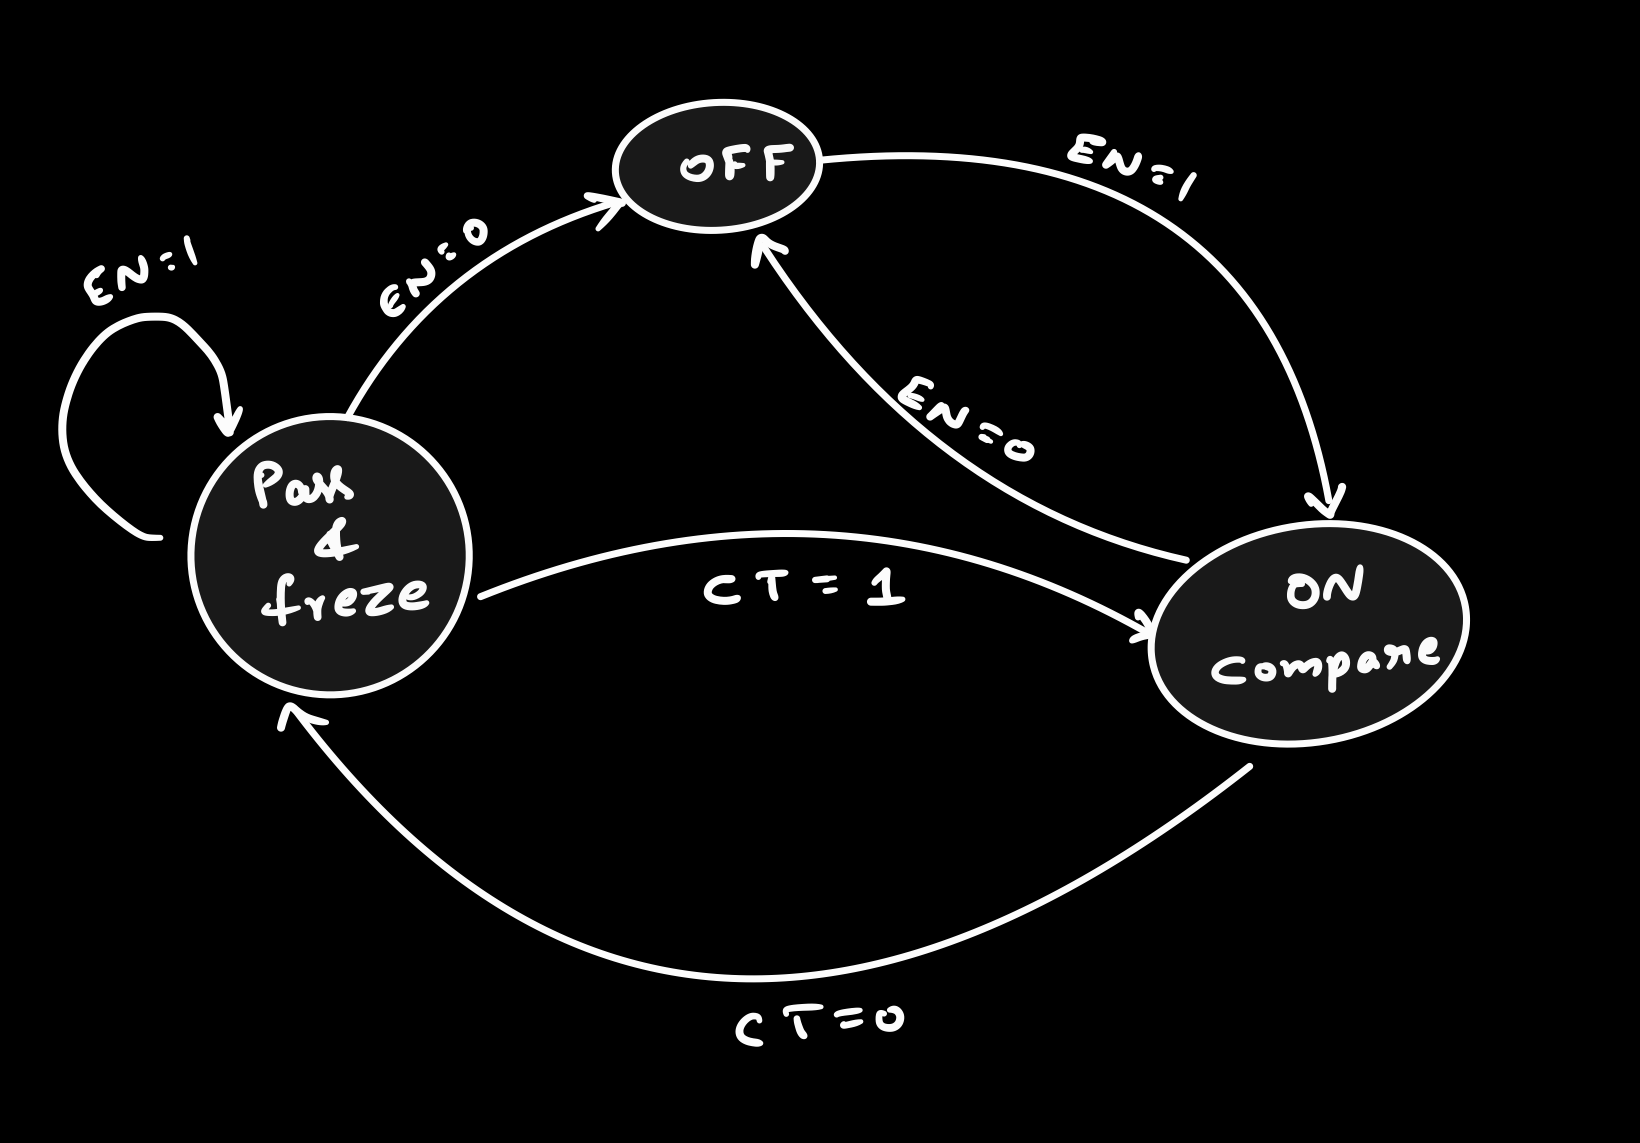 OFF
EN=1
EN=0
EN=1
EN=0
Pass
&
freze
CT=1
ON
Compare
CT=0